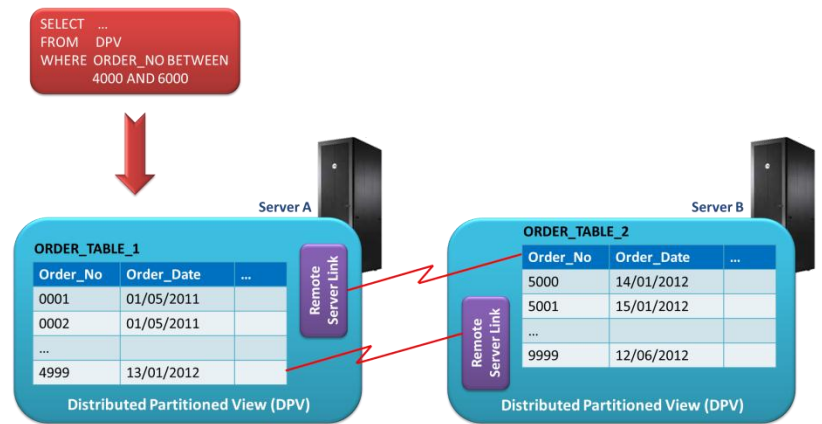 SELECT ...
FROM DPV
WHERE ORDER_NO BETWEEN
4000 AND 6000
Server A
ORDER_TABLE_1
Order_No Order_Date ...
0001 01/05/2011
0002 01/05/2011
...
4999 13/01/2012
Remote
Server Link
Distributed Partitioned View (DPV)
Server B
ORDER_TABLE_2
Order_No Order_Date ...
5000 14/01/2012
5001 15/01/2012
...
9999 12/06/2012
Remote
Server Link
Distributed Partitioned View (DPV)